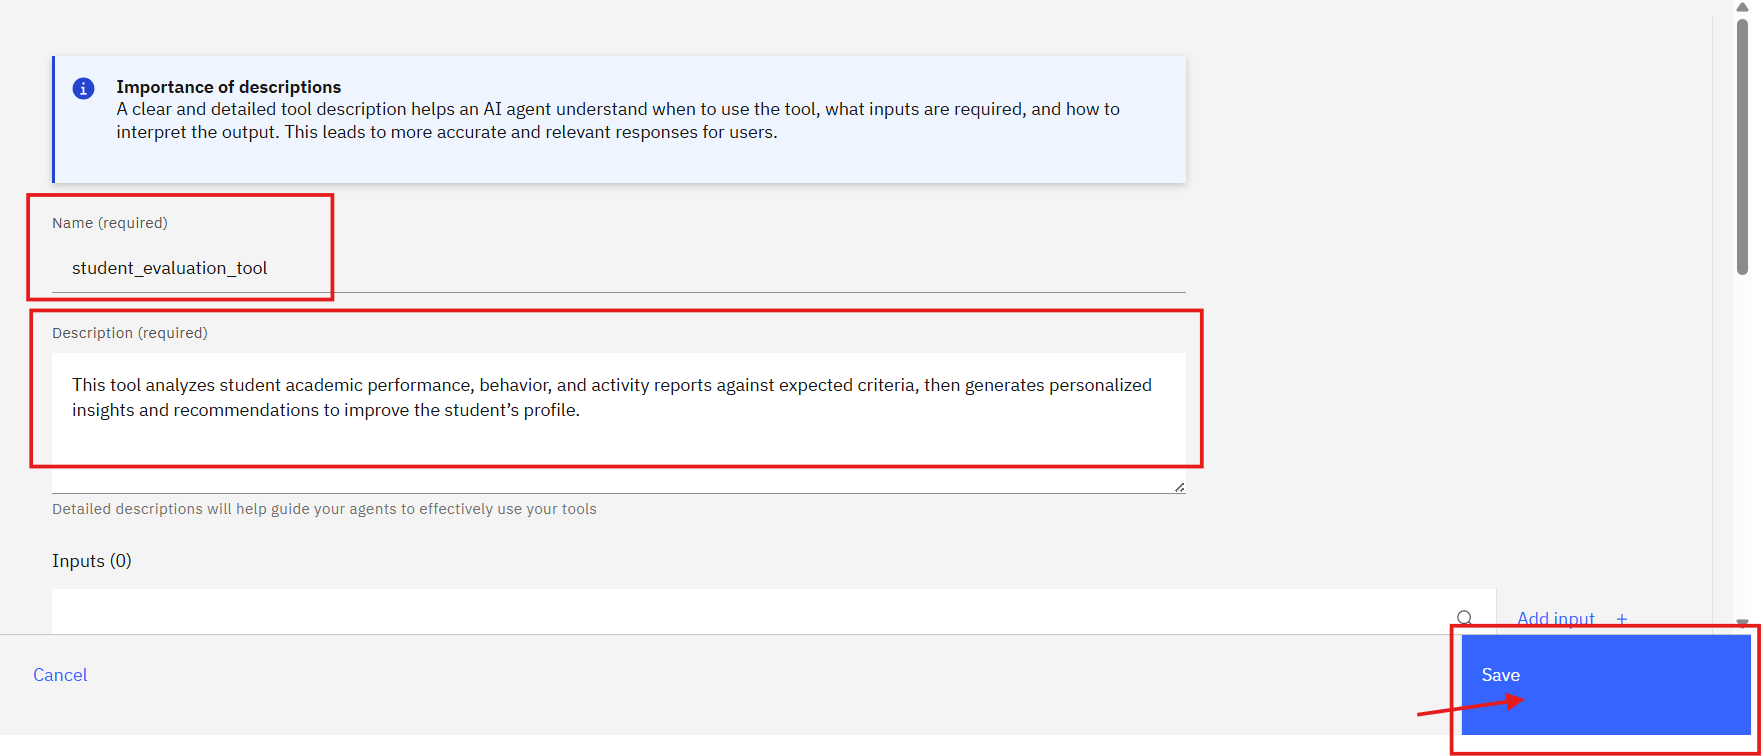 Importance of descriptions
A clear and detailed tool description helps an AI agent understand when to use the tool, what inputs are required, and how to
interpret the output. This leads to more accurate and relevant responses for users.
Name (required)
student_evaluation_tool
Description (required)
This tool analyzes student academic performance, behavior, and activity reports against expected criteria, then generates personalized
insights and recommendations to improve the student’s profile.
Detailed descriptions will help guide your agents to effectively use your tools
Inputs (0)
Add input +
Cancel
Save